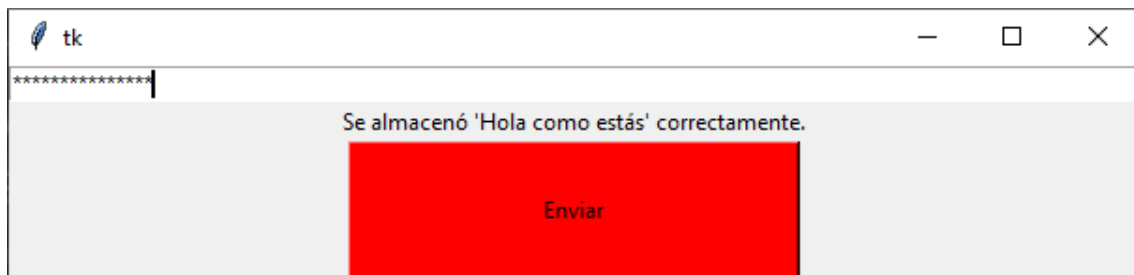 tk
***************
Se almacenó 'Hola como estás' correctamente.
Enviar